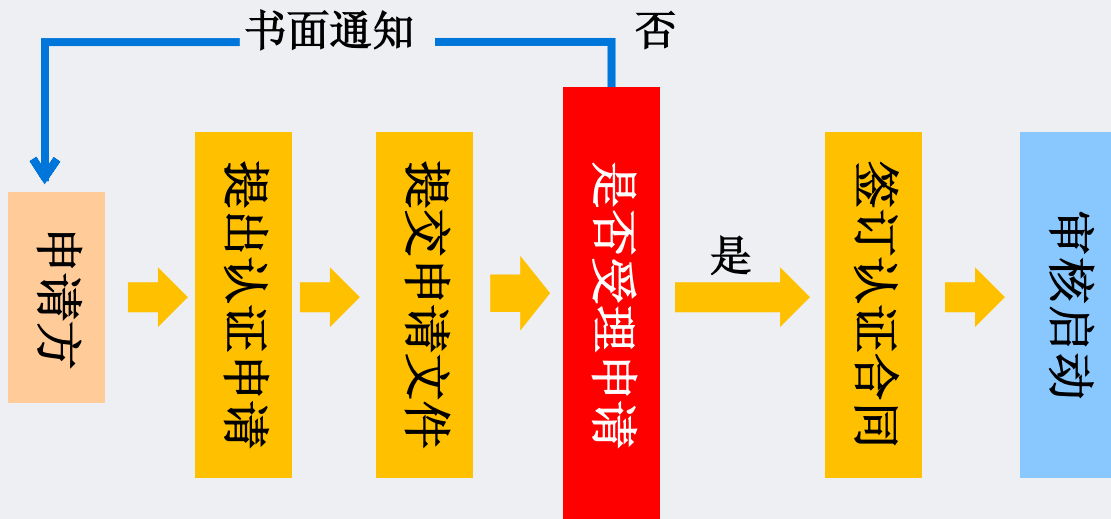 书面通知
否
申请方
提出认证申请
提交申请文件
是否受理申请
是
签订认证合同
审核启动